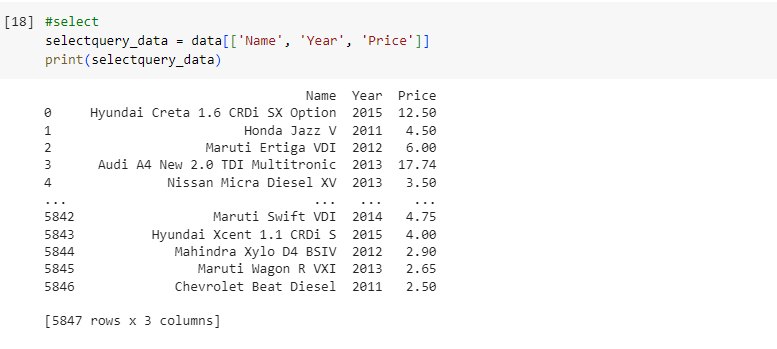 [18] #select
selectquery_data = data[['Name', 'Year', 'Price']]
print(selectquery_data)
Name Year Price
0 Hyundai Creta 1.6 CRDi SX Option 2015 12.50
1 Honda Jazz V 2011 4.50
2 Maruti Ertiga VDI 2012 6.00
3 Audi A4 New 2.0 TDI Multitronic 2013 17.74
4 Nissan Micra Diesel XV 2013 3.50
... ... ... ...
5842 Maruti Swift VDI 2014 4.75
5843 Hyundai Xcent 1.1 CRDi S 2015 4.00
5844 Mahindra Xylo D4 BSIV 2012 2.90
5845 Maruti Wagon R VXI 2013 2.65
5846 Chevrolet Beat Diesel 2011 2.50
[5847 rows x 3 columns]